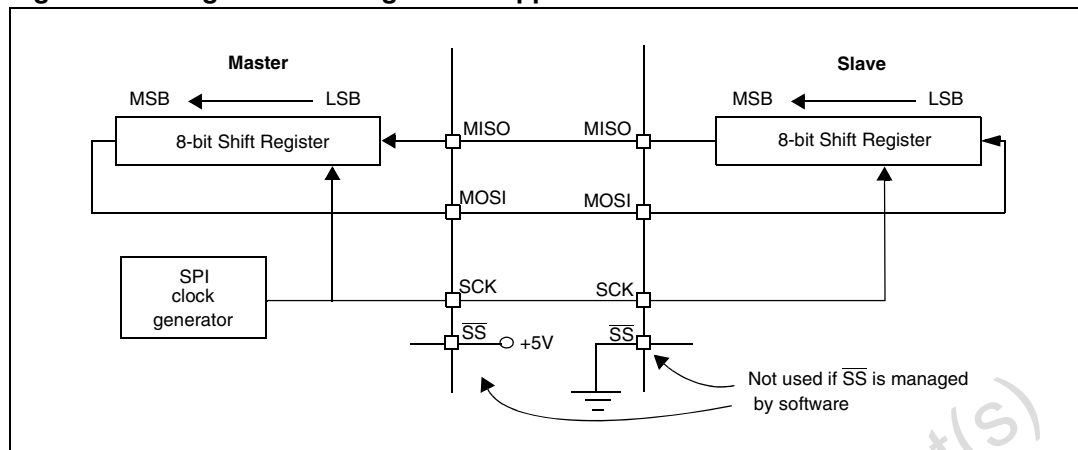 Master
Slave
MSB LSB
MSB LSB
8-bit Shift Register
MISO MISO
8-bit Shift Register
MOSI MOSI
SPI
clock
generator
SCK SCK
SS +5V
SS
Not used if SS is managed
by software
t(s)